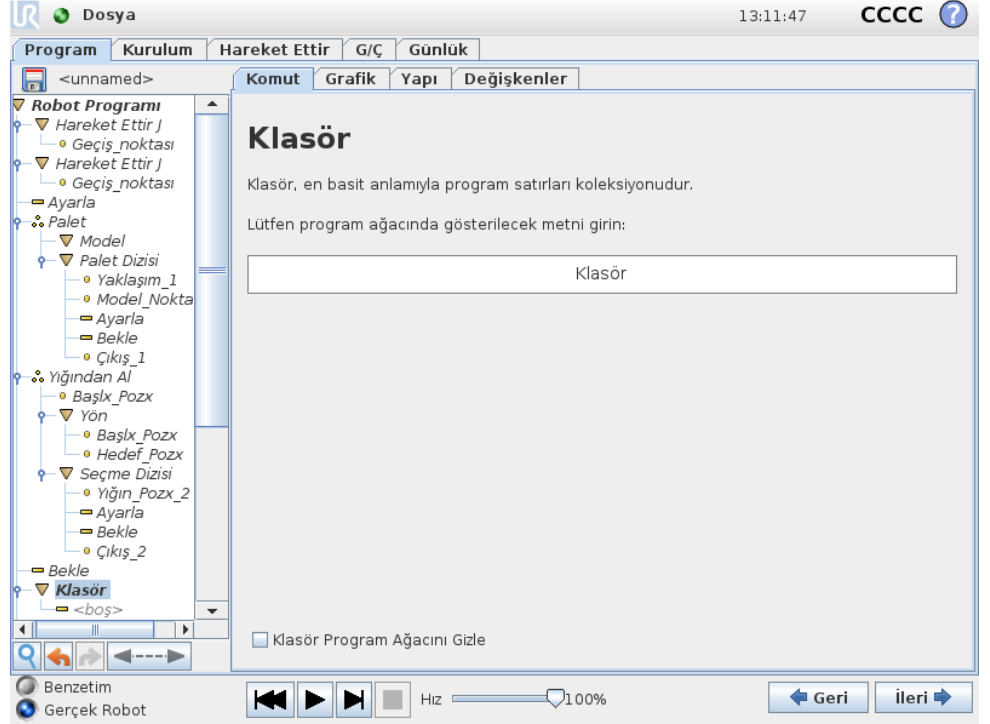 UR Dosya 13:11:47 CCCC ?
Program Kurulum Hareket Ettir G/Ç Günlük
<unnamed> Komut Grafik Yapı Değişkenler
Robot Programı
Hareket Ettir J
Geçiş_noktası
Hareket Ettir J
Geçiş_noktası
Ayarla
Palet
Model
Palet Dizisi
Yaklaşım_1
Model_Nokta
Ayarla
Bekle
Çıkış_1
Yığından Al
Başlx_Pozx
Yön
Başlx_Pozx
Hedef_Pozx
Seçme Dizisi
Yığın_Pozx_2
Ayarla
Bekle
Çıkış_2
Bekle
Klasör
<boş>
Klasör
Klasör, en basit anlamıyla program satırları koleksiyonudur.
Lütfen program ağacında gösterilecek metni girin:
Klasör
Klasör Program Ağacını Gizle
Benzetim
Gerçek Robot
Hız 100%
Geri İleri